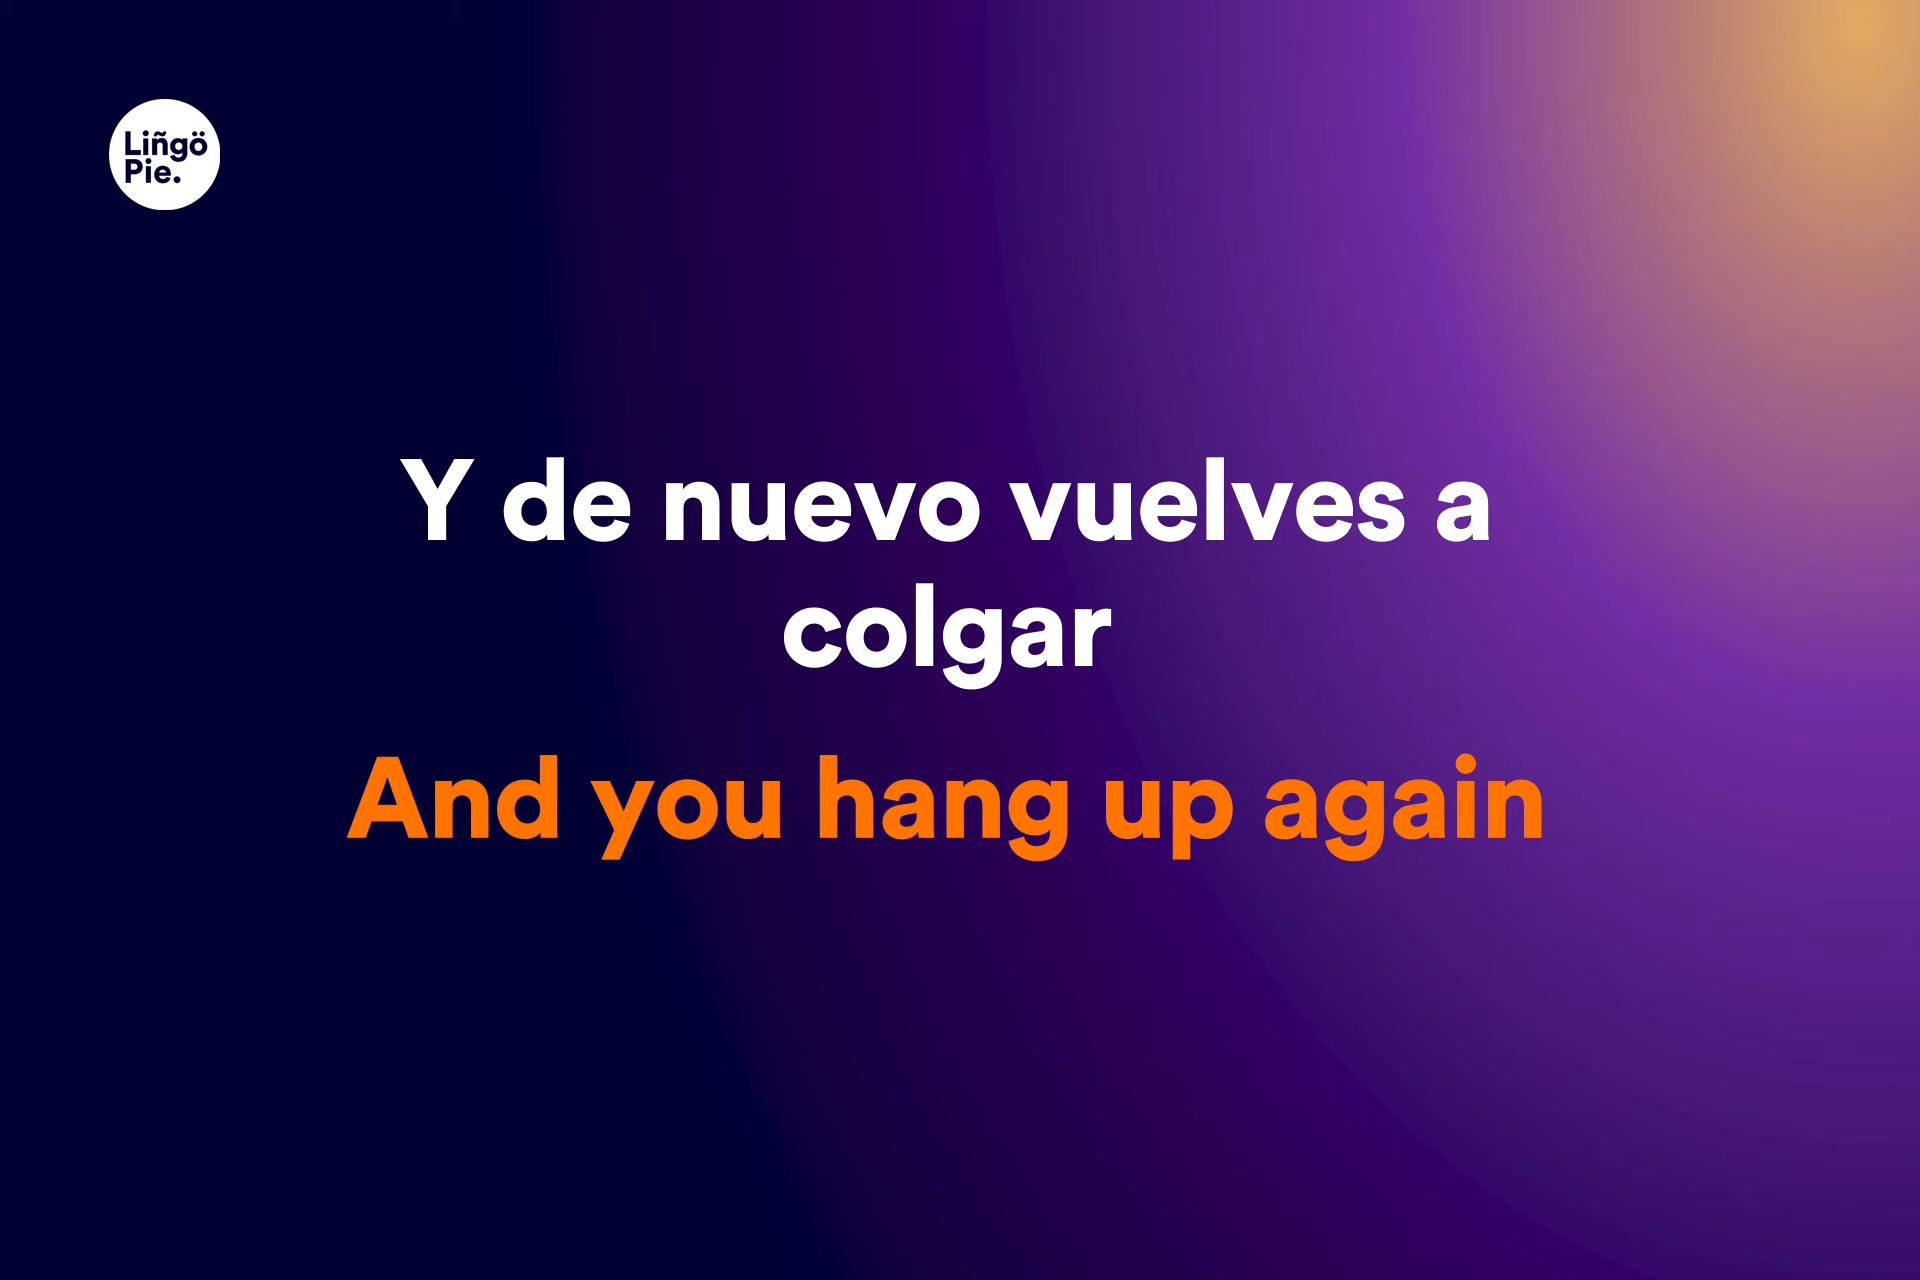 Liñgö
Pie.
Y de nuevo vuelves a
colgar
And you hang up again